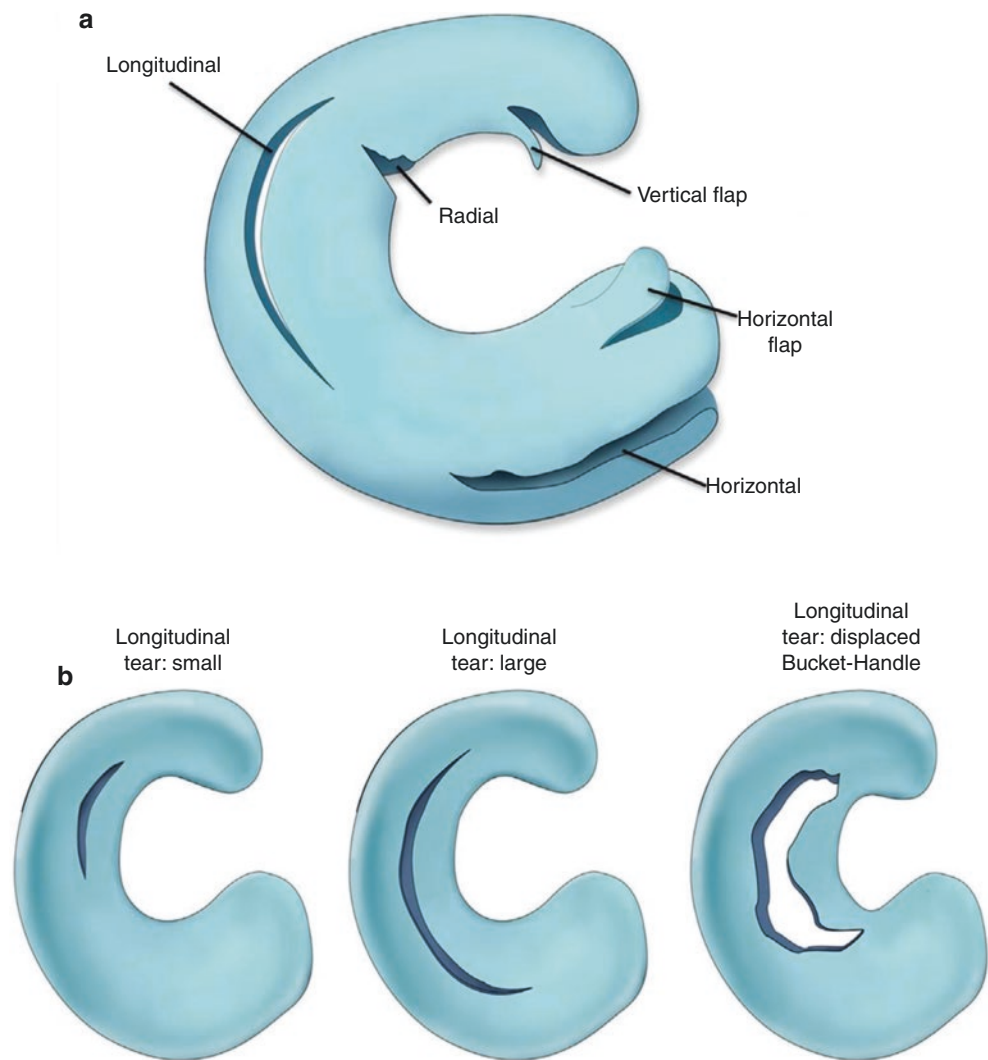 a
Longitudinal
Radial
Vertical flap
Horizontal
flap
Horizontal
b
Longitudinal
tear: small
Longitudinal
tear: large
Longitudinal
tear: displaced
Bucket-Handle